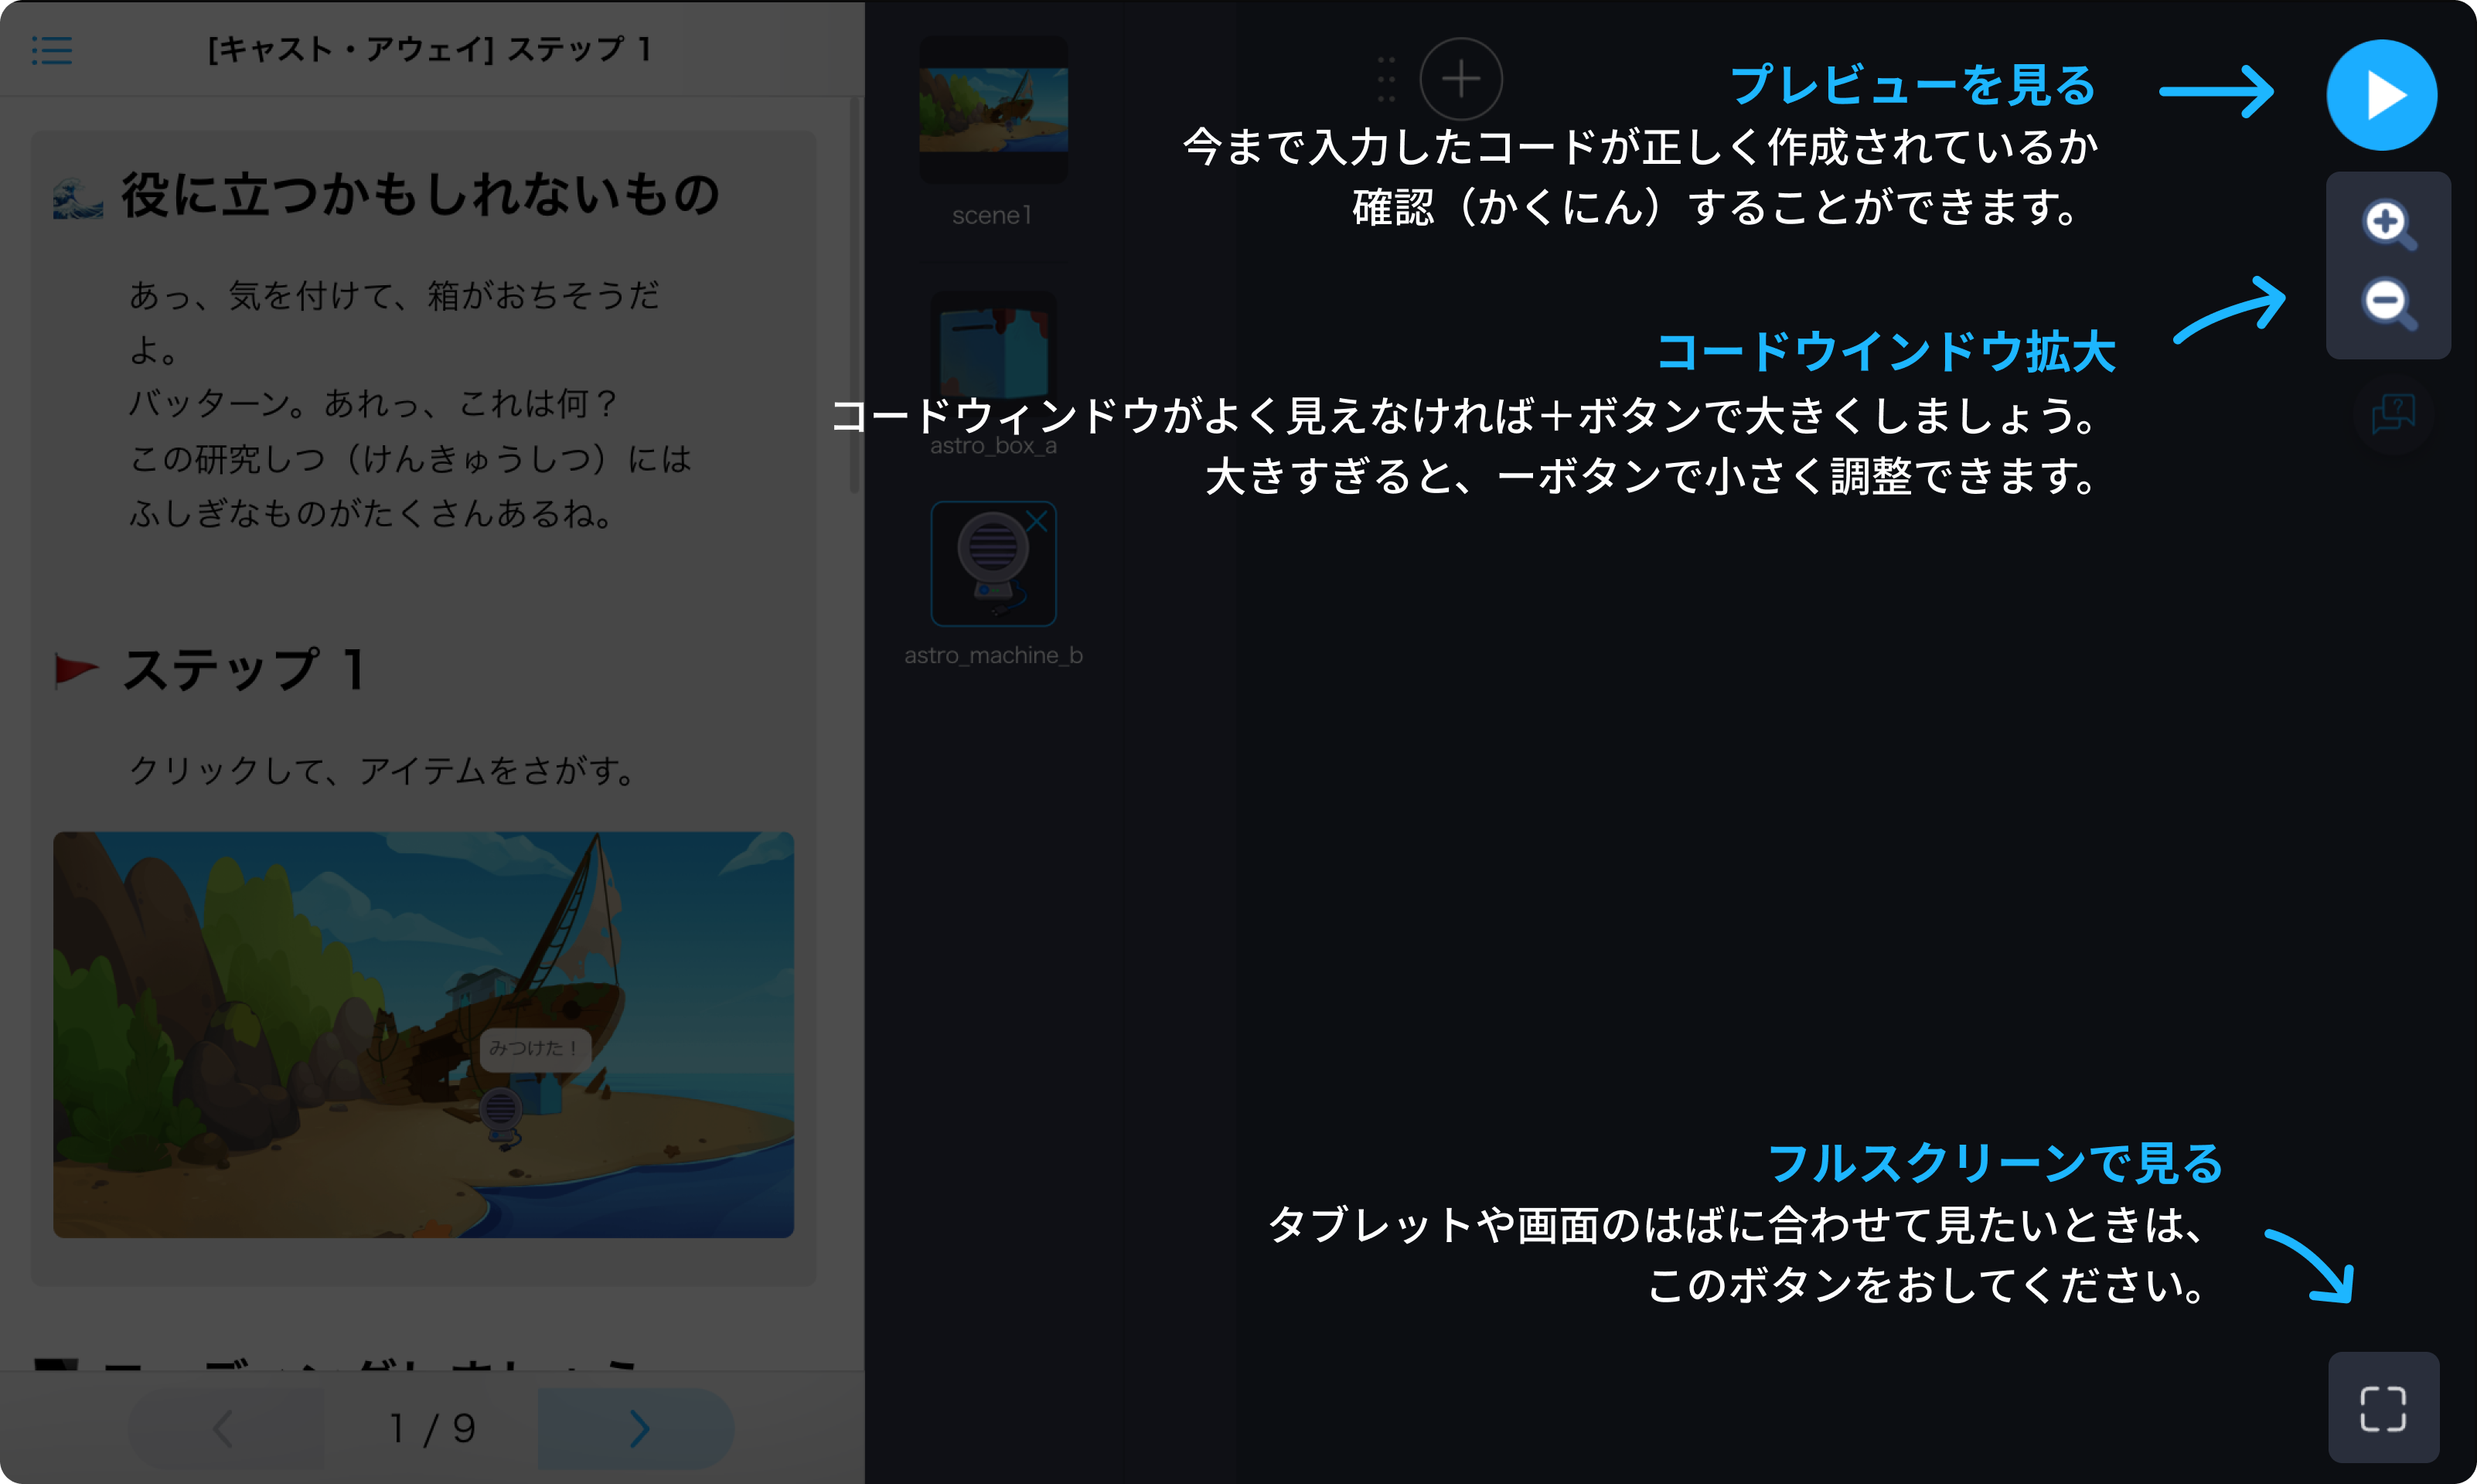 [キャスト・アウェイ] ステップ 1
役に立つかもしれないもの
あっ、気を付けて、箱がおちそうだ
よ。
バッターン。あれっ、これは何？
この研究しつ（けんきゅうしつ）には
ふしぎなものがたくさんあるね。
ステップ 1
クリックして、アイテムをさがす。
みつけた！
1 / 9
scene1
astro_box_a
astro_machine_b
プレビューを見る
今まで入力したコードが正しく作成されているか
確認（かくにん）することができます。
コードウインドウ拡大
コードウィンドウがよく見えなければ＋ボタンで大きくしましょう。
大きすぎると、ーボタンで小さく調整できます。
フルスクリーンで見る
タブレットや画面のはばに合わせて見たいときは、
このボタンをおしてください。